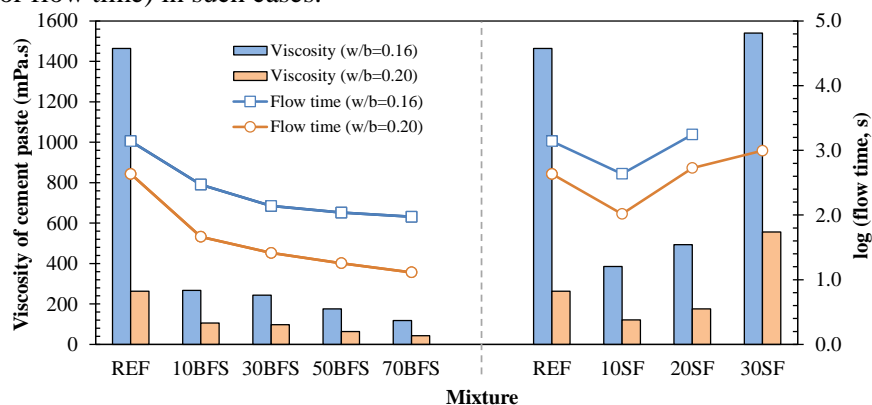 or flow time) in such cases.
1600
1400
1200
1000
800
600
400
200
0
Viscosity of cement paste (mPa.s)
Viscosity (w/b=0.16)
Viscosity (w/b=0.20)
Flow time (w/b=0.16)
Flow time (w/b=0.20)
5.0
4.0
3.0
2.0
1.0
0.0
log (flow time, s)
REF 10BFS 30BFS 50BFS 70BFS REF 10SF 20SF 30SF
Mixture